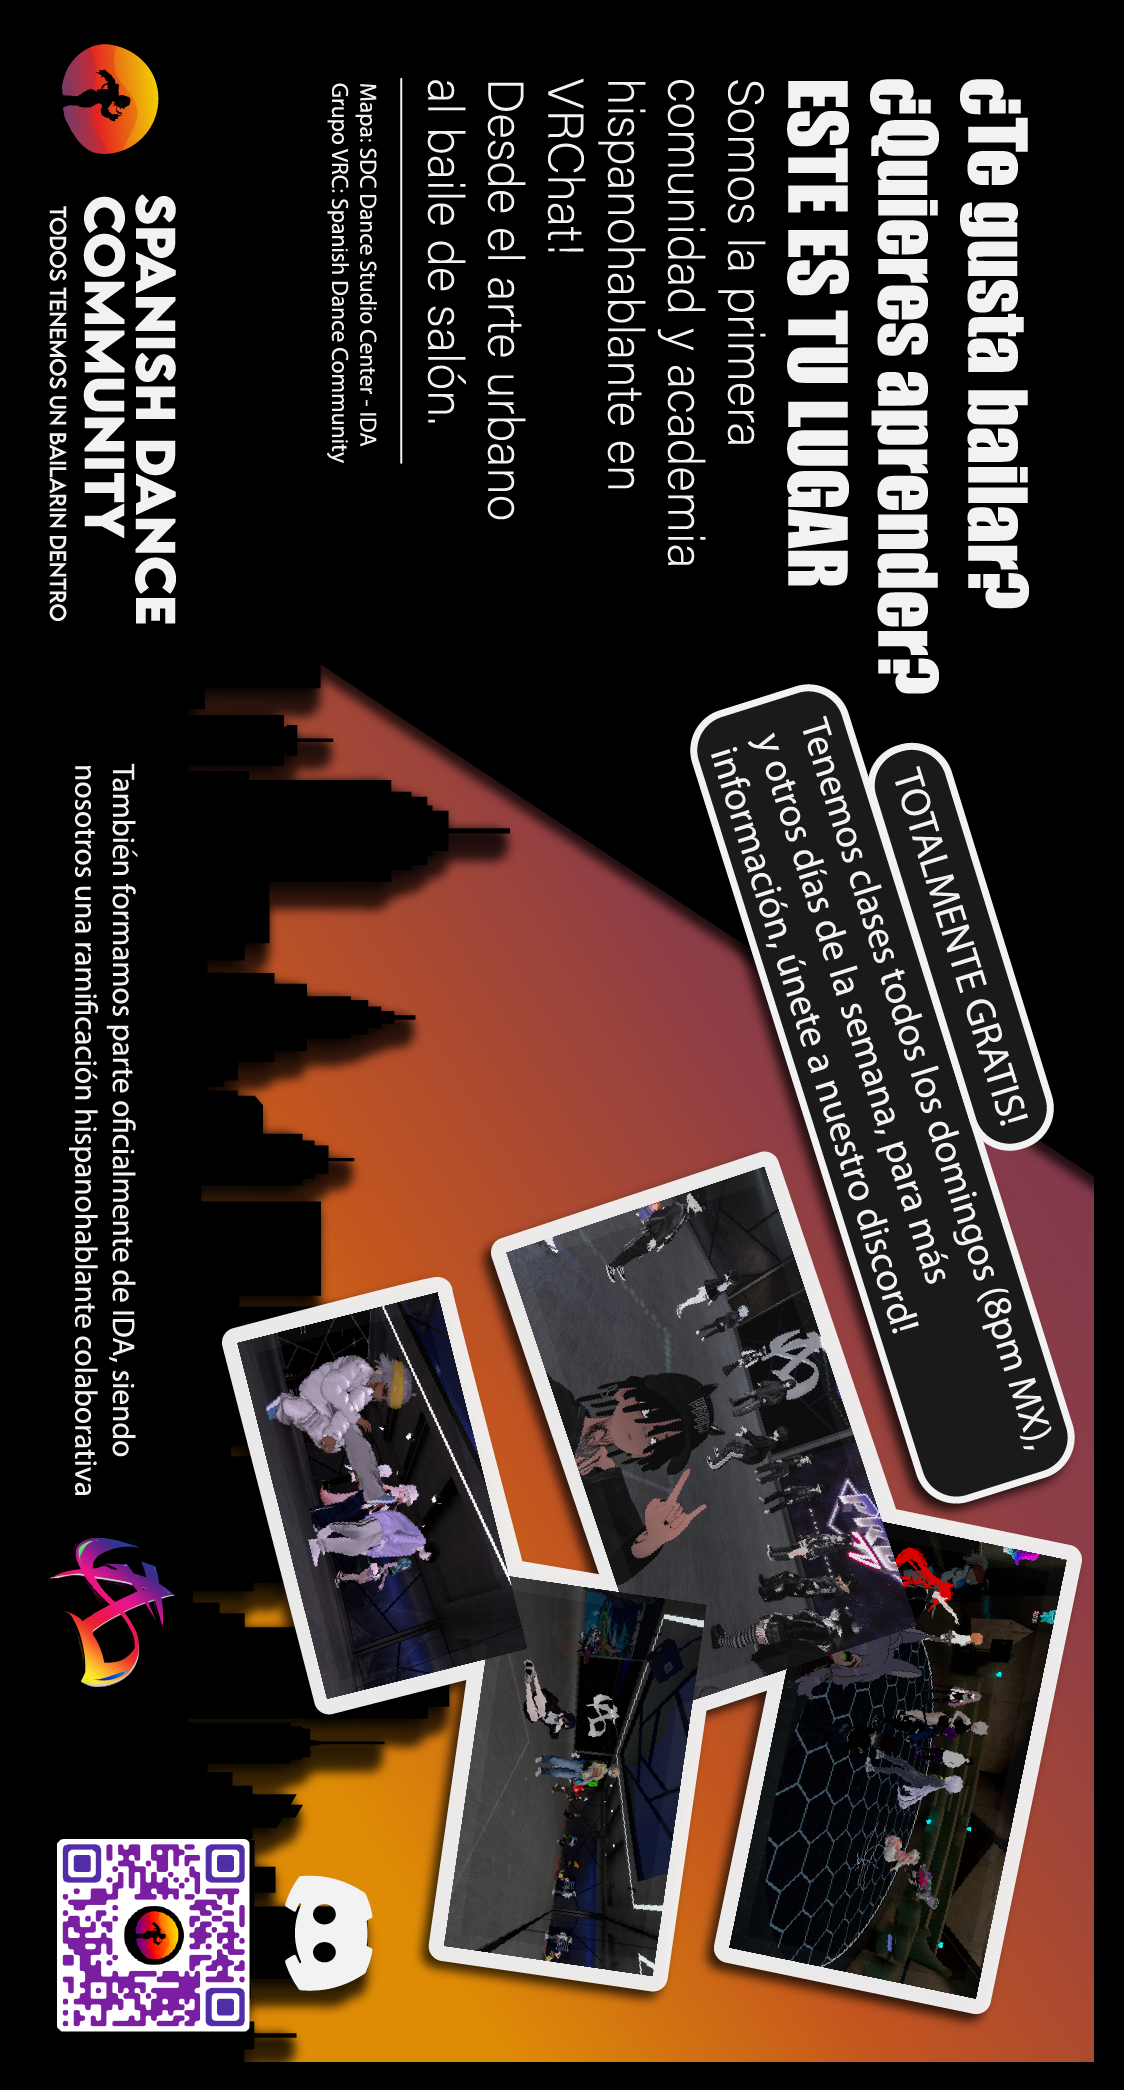 ¿Te gusta bailar?
¿Quieres aprender?
ESTE ES TU LUGAR
Somos la primera
comunidad y academia
hispanohablante en
VRChat!
Desde el arte urbano
al baile de salón.
Mapa: SDC Dance Studio Center - IDA
Grupo VRC: Spanish Dance Community
TOTALMENTE GRATIS!
Tenemos clases todos los domingos (8pm MX),
y otros días de la semana, para más
información, únete a nuestro discord!
SPANISH DANCE
COMMUNITY
TODOS TENEMOS UN BAILARIN DENTRO
También formamos parte oficialmente de IDA, siendo
nosotros una ramificación hispanohablante colaborativa